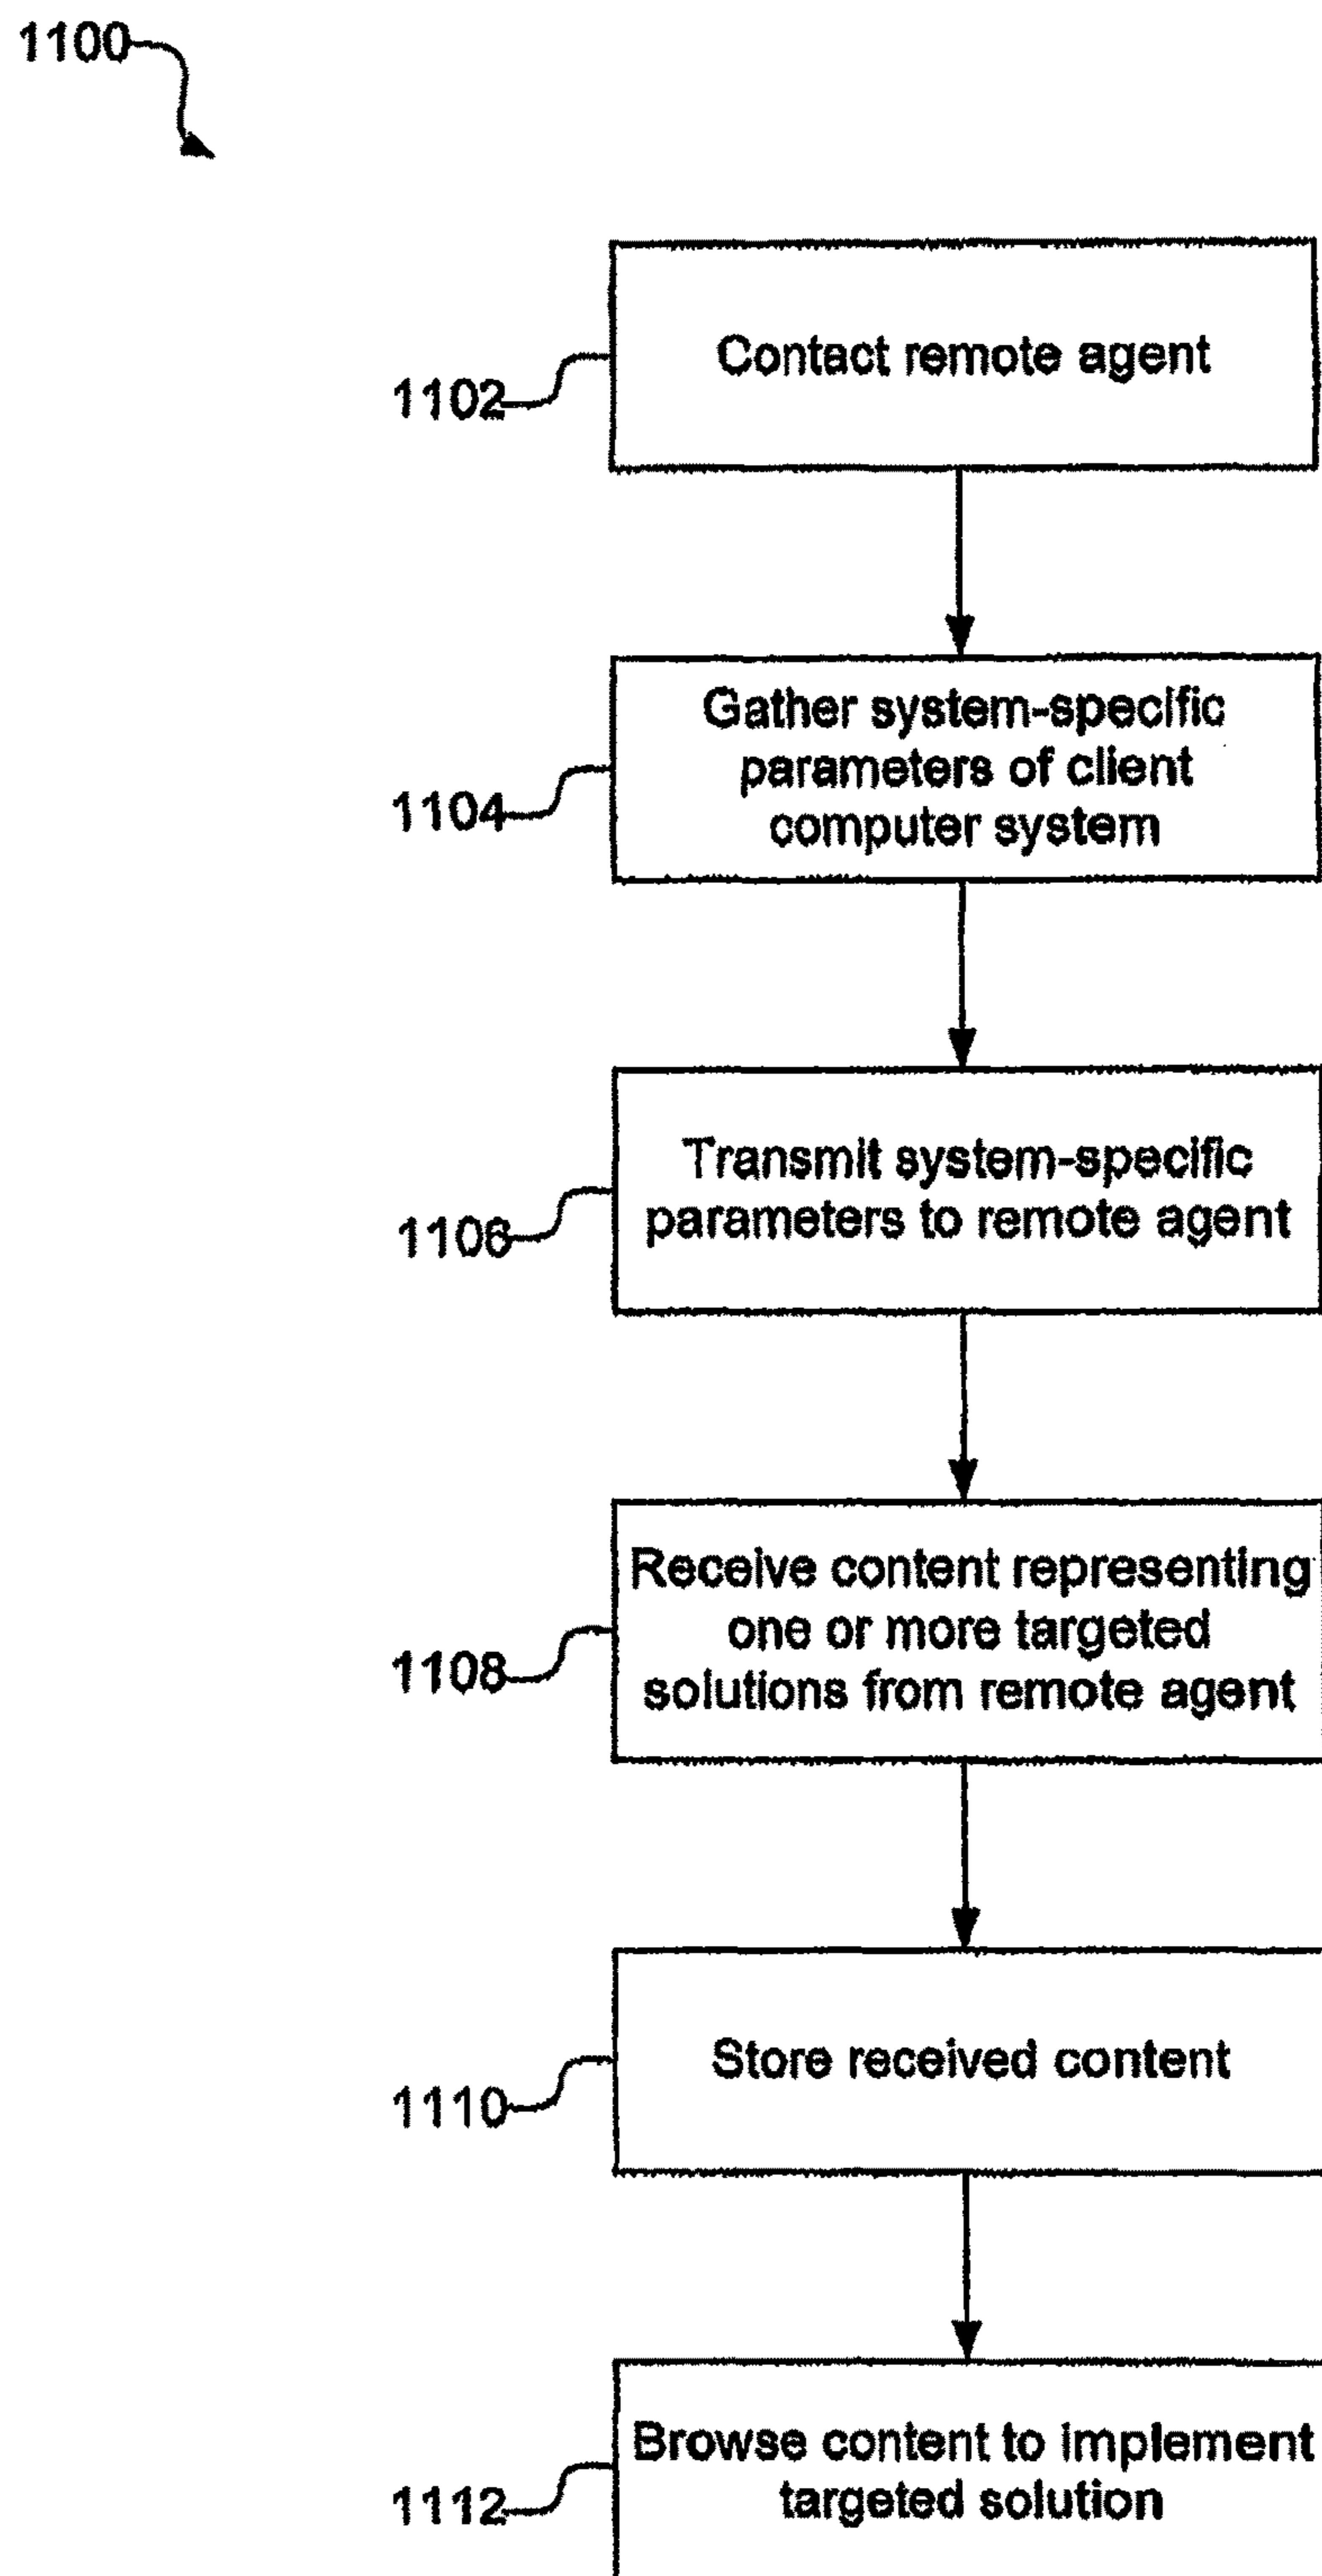 1100
Contact remote agent
1102
Gather system-specific
parameters of client
computer system
1104
Transmit system-specific
parameters to remote agent
1106
Receive content representing
one or more targeted
solutions from remote agent
1108
Store received content
1110
Browse content to implement
targeted solution
1112